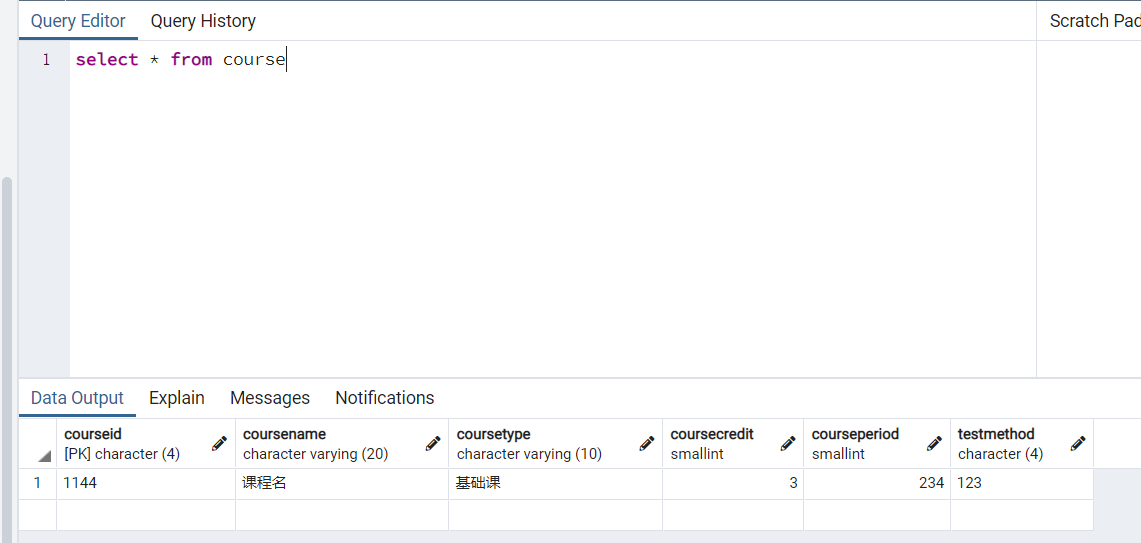 Query Editor Query History Scratch Pad
1 select * from course
Data Output Explain Messages Notifications
courseid coursename coursetype coursecredit courseperiod testmethod
[PK] character (4) character varying (20) character varying (10) smallint smallint character (4)
1 1144 课程名 基础课 3 234 123